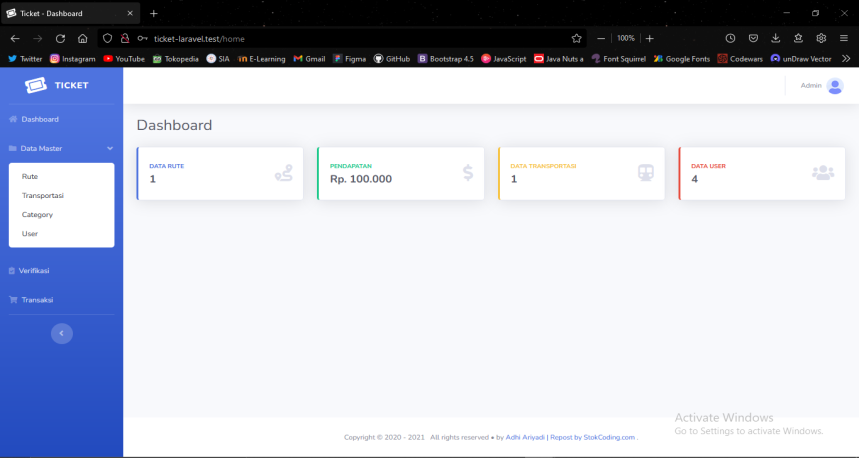 Ticket - Dashboard
ticket-laravel.test/home
100%
Twitter Instagram YouTube Tokopedia SIA E-Learning Gmail Figma GitHub Bootstrap 4.5 JavaScript Java Nuts a Font Squirrel Google Fonts Codewars unDraw Vector
TICKET
Admin
Dashboard
Data Master
Rute
Transportasi
Category
User
Verifikasi
Transaksi
Dashboard
DATA RUTE
1
PENDAPATAN
Rp. 100.000
DATA TRANSPORTASI
1
DATA USER
4
Activate Windows
Go to Settings to activate Windows.
Copyright © 2020 - 2021 All rights reserved • by Adhi Ariyadi | Repost by StokCoding.com .